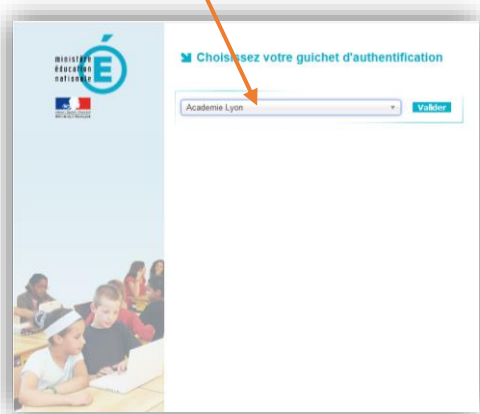 ministère
éducation
nationale
É
Choisissez votre guichet d'authentification
Academie Lyon
Valider